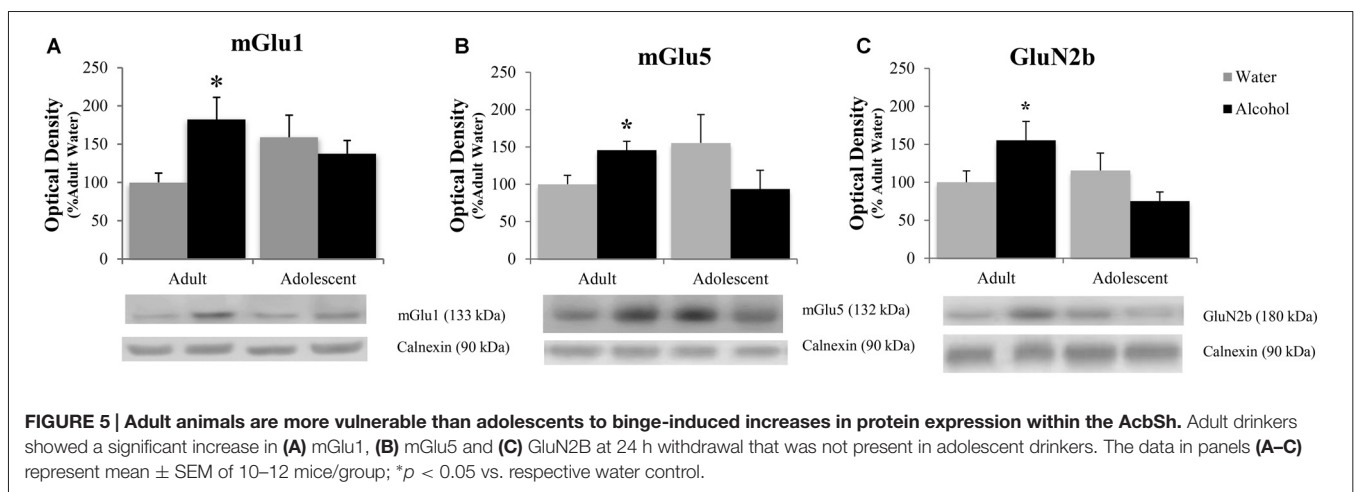 A
mGlu1
Optical Density
(%Adult Water)
250
200
150
100
50
0
*
Adult
Adolescent
mGlu1 (133 kDa)
Calnexin (90 kDa)
B
mGlu5
Optical Density
(% Adult Water)
250
200
150
100
50
0
*
Adult
Adolescent
mGlu5 (132 kDa)
Calnexin (90 kDa)
C
GluN2b
Optical Density
(% Adult Water)
250
200
150
100
50
0
*
Adult
Adolescent
Water
Alcohol
GluN2b (180 kDa)
Calnexin (90 kDa)
FIGURE 5 | Adult animals are more vulnerable than adolescents to binge-induced increases in protein expression within the AcbSh. Adult drinkers
showed a significant increase in (A) mGlu1, (B) mGlu5 and (C) GluN2B at 24 h withdrawal that was not present in adolescent drinkers. The data in panels (A–C)
represent mean ± SEM of 10–12 mice/group; *p < 0.05 vs. respective water control.